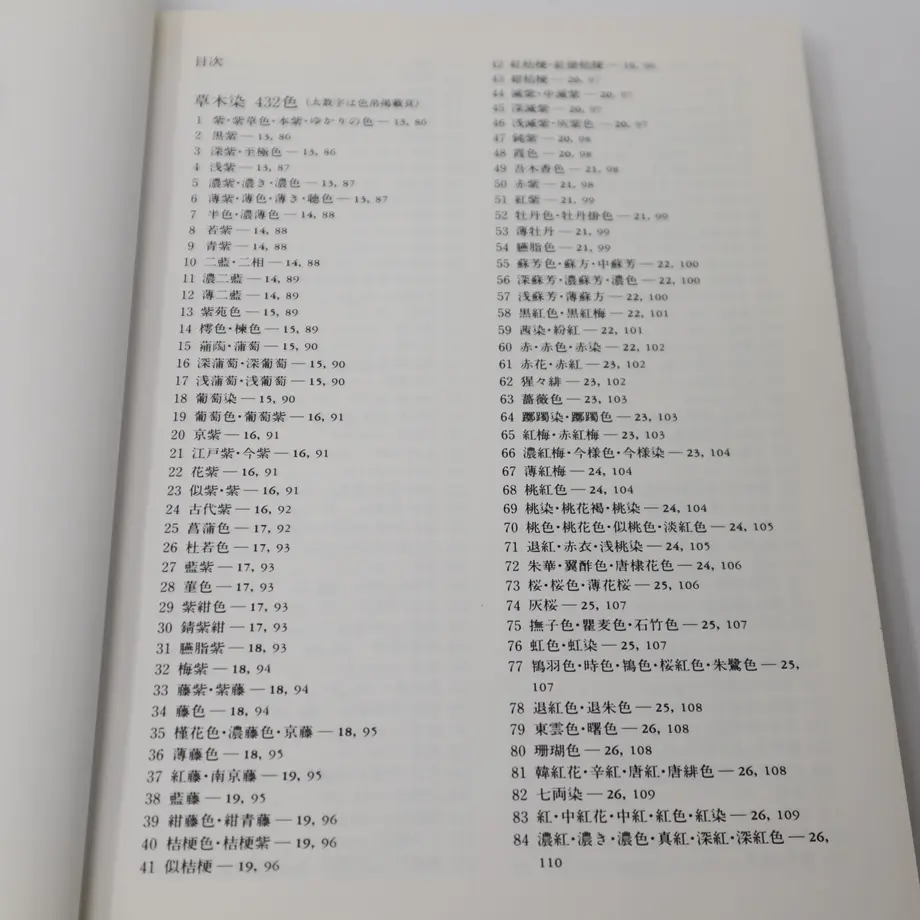 目次
草木染 432色（太数字は色吊掲載頁）
1 紫・紫草色・本紫・ゆかりの色 — 13, 86
2 黒紫 — 13, 86
3 深紫・至極色 — 13, 86
4 浅紫 — 13, 87
5 濃紫・濃き・濃色 — 13, 87
6 薄紫・薄色・薄き・聴色 — 13, 87
7 半色・濃薄色 — 14, 88
8 若紫 — 14, 88
9 青紫 — 14, 88
10 二藍・二相 — 14, 88
11 濃二藍 — 14, 89
12 薄二藍 — 14, 89
13 紫苑色 — 15, 89
14 樗色・楝色 — 15, 89
15 蒲萄・葡萄 — 15, 90
16 深蒲萄・深葡萄 — 15, 90
17 浅蒲萄・浅葡萄 — 15, 90
18 葡萄染 — 15, 90
19 葡萄色・葡萄紫 — 16, 91
20 京紫 — 16, 91
21 江戸紫・今紫 — 16, 91
22 花紫 — 16, 91
23 似紫・紫 — 16, 91
24 古代紫 — 16, 92
25 菖蒲色 — 17, 92
26 杜若色 — 17, 93
27 藍紫 — 17, 93
28 菫色 — 17, 93
29 紫紺色 — 17, 93
30 錆紫紺 — 17, 93
31 臙脂紫 — 18, 93
32 梅紫 — 18, 94
33 藤紫・紫藤 — 18, 94
34 藤色 — 18, 94
35 槿花色・濃藤色・京藤 — 18, 95
36 薄藤色 — 18, 95
37 紅藤・南京藤 — 19, 95
38 藍藤 — 19, 95
39 紺藤色・紺青藤 — 19, 96
40 桔梗色・桔梗紫 — 19, 96
41 似桔梗 — 19, 96
42 紅桔梗・紅梁桔梗 — 19, 96
43 紺桔梗 — 20, 97
44 滅紫・中滅紫 — 20, 97
45 深滅紫 — 20, 97
46 浅滅紫・灰紫色 — 20, 97
47 鈍紫 — 20, 98
48 霞色 — 20, 98
49 吾木香色 — 21, 98
50 赤紫 — 21, 98
51 紅紫 — 21, 99
52 牡丹色・牡丹掛色 — 21, 99
53 薄牡丹 — 21, 99
54 臙脂色 — 21, 99
55 蘇芳色・蘇方・中蘇芳 — 22, 100
56 深蘇芳・濃蘇芳・濃色 — 22, 100
57 浅蘇芳・薄蘇方 — 22, 100
58 黒紅色・黒紅梅 — 22, 101
59 茜染・紛紅 — 22, 101
60 赤・赤色・赤染 — 22, 102
61 赤花・赤紅 — 23, 102
62 猩々緋 — 23, 102
63 薔薇色 — 23, 103
64 躑躅染・躑躅色 — 23, 103
65 紅梅・赤紅梅 — 23, 103
66 濃紅梅・今様色・今様染 — 23, 104
67 薄紅梅 — 24, 104
68 桃紅色 — 24, 104
69 桃染・桃花褐・桃染 — 24, 104
70 桃色・桃花色・似桃色・淡紅色 — 24, 105
71 退紅・赤衣・浅桃染 — 24, 105
72 朱華・翼酢色・唐棣花色 — 24, 106
73 桜・桜色・薄花桜 — 25, 106
74 灰桜 — 25, 107
75 撫子色・瞿麦色・石竹色 — 25, 107
76 虹色・虹染 — 25, 107
77 鴇羽色・時色・鴇色・桜紅色・朱鷺色 — 25,
107
78 退紅色・退朱色 — 25, 108
79 東雲色・曙色 — 26, 108
80 珊瑚色 — 26, 108
81 韓紅花・辛紅・唐紅・唐緋色 — 26, 108
82 七両染 — 26, 109
83 紅・中紅花・中紅・紅色・紅染 — 26, 109
84 濃紅・濃き・濃色・真紅・深紅・深紅色 — 26,
110